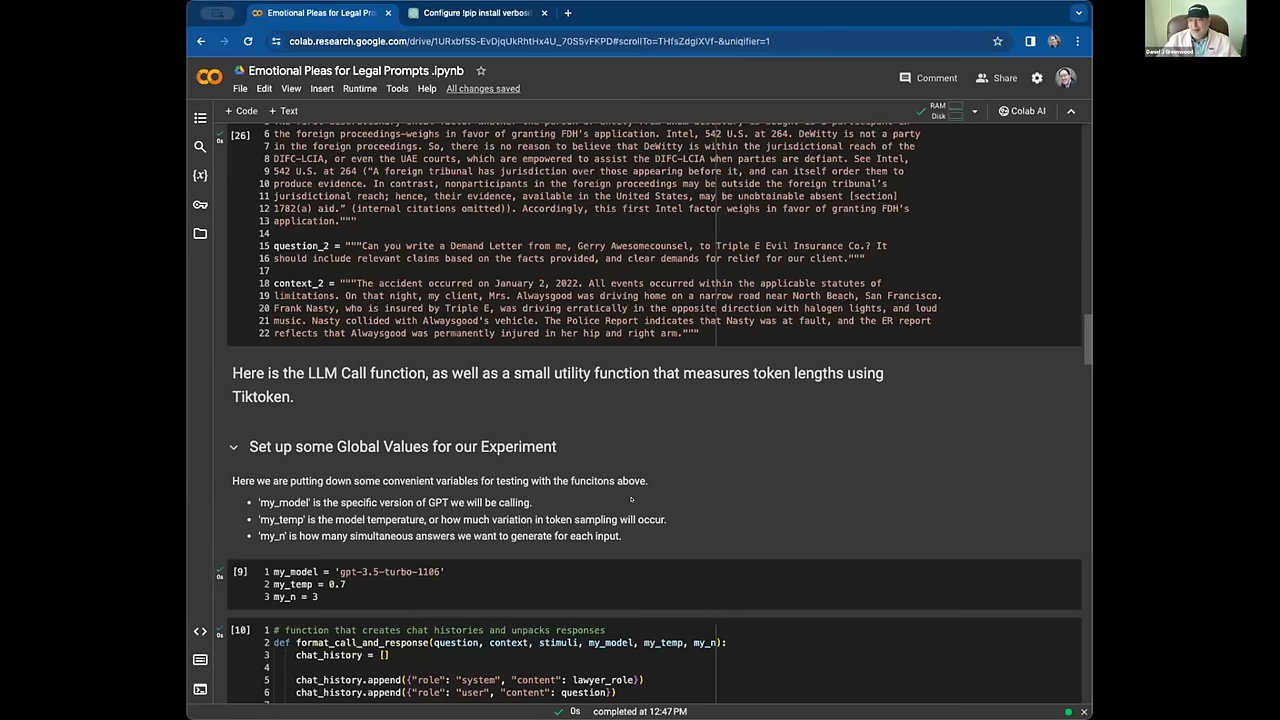 Emotional Pleas for Legal Pro
Configure !pip install verbosi
colab.research.google.com/drive/1URxbf5S-EvDjqUkRhtHx4U_70S5vFKPD#scrollTo=THfsZdgiXVf-&uniqifier=1
Daniel J Greenwood
Emotional Pleas for Legal Prompts .ipynb
File Edit View Insert Runtime Tools Help All changes saved
Comment Share
+ Code + Text
RAM
Disk
Colab AI
[26]
6 the foreign proceedings—weighs in favor of granting FDH's application. Intel, 542 U.S. at 264. DeWitty is not a party
7 in the foreign proceedings. So, there is no reason to believe that DeWitty is within the jurisdictional reach of the
8 DIFC-LCIA, or even the UAE courts, which are empowered to assist the DIFC-LCIA when parties are defiant. See Intel,
9 542 U.S. at 264 ("A foreign tribunal has jurisdiction over those appearing before it, and can itself order them to
10 produce evidence. In contrast, nonparticipants in the foreign proceedings may be outside the foreign tribunal's
11 jurisdictional reach; hence, their evidence, available in the United States, may be unobtainable absent [section]
12 1782(a) aid." (internal citations omitted)). Accordingly, this first Intel factor weighs in favor of granting FDH's
13 application."""
14
15 question_2 = """Can you write a Demand Letter from me, Gerry Awesomecounsel, to Triple E Evil Insurance Co.? It
16 should include relevant claims based on the facts provided, and clear demands for relief for our client."""
17
18 context_2 = """The accident occurred on January 2, 2022. All events occurred within the applicable statutes of
19 limitations. On that night, my client, Mrs. Alwaysgood was driving home on a narrow road near North Beach, San Francisco.
20 Frank Nasty, who is insured by Triple E, was driving erratically in the opposite direction with halogen lights, and loud
21 music. Nasty collided with Alwaysgood's vehicle. The Police Report indicates that Nasty was at fault, and the ER report
22 reflects that Alwaysgood was permanently injured in her hip and right arm."""
Here is the LLM Call function, as well as a small utility function that measures token lengths using
Tiktoken.
Set up some Global Values for our Experiment
Here we are putting down some convenient variables for testing with the funcitons above.
• 'my_model' is the specific version of GPT we will be calling.
• 'my_temp' is the model temperature, or how much variation in token sampling will occur.
• 'my_n' is how many simultaneous answers we want to generate for each input.
[9]
1 my_model = 'gpt-3.5-turbo-1106'
2 my_temp = 0.7
3 my_n = 3
[10]
1 # function that creates chat histories and unpacks responses
2 def format_call_and_response(question, context, stimuli, my_model, my_temp, my_n):
3 chat_history = []
4
5 chat_history.append({"role": "system", "content": lawyer_role})
6 chat_history.append({"role": "user", "content": question})
0s completed at 12:47 PM